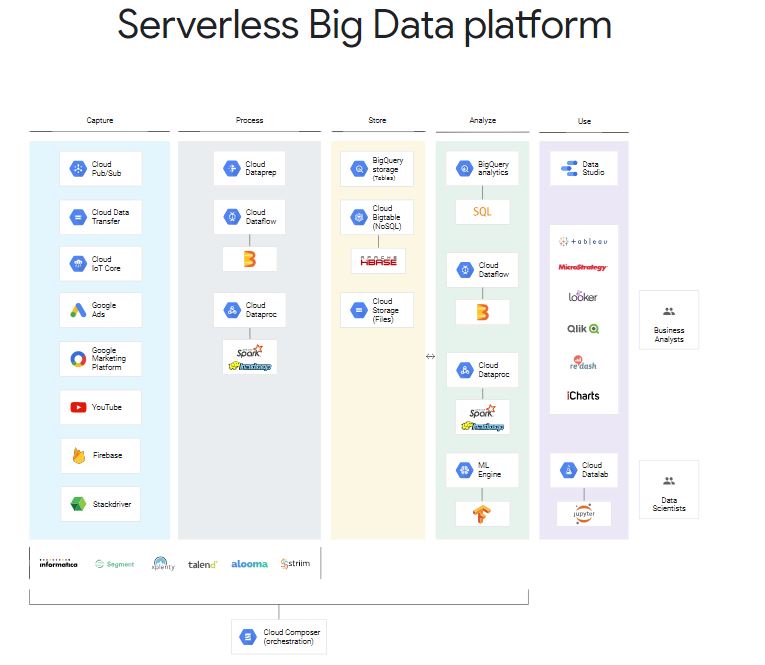 Serverless Big Data platform
Capture
Process
Store
Analyze
Use
Cloud
Pub/Sub
Cloud Data
Transfer
Cloud
IoT Core
Google
Ads
Google
Marketing
Platform
YouTube
Firebase
Stackdriver
Cloud
Dataprep
Cloud
Dataflow
Cloud
Dataproc
Spark
hadoop
BigQuery
storage
(Tables)
Cloud
Bigtable
(NoSQL)
APACHE
HBASE
Cloud
Storage
(Files)
BigQuery
analytics
SQL
Cloud
Dataflow
Cloud
Dataproc
Spark
hadoop
ML
Engine
Data
Studio
+ a b l e a u
MicroStrategy
looker
Qlik
re:dash
iCharts
Cloud
Datalab
jupyter
Business
Analysts
Data
Scientists
informatica
Segment
xplenty
talend
alooma
striim
Cloud Composer
(orchestration)